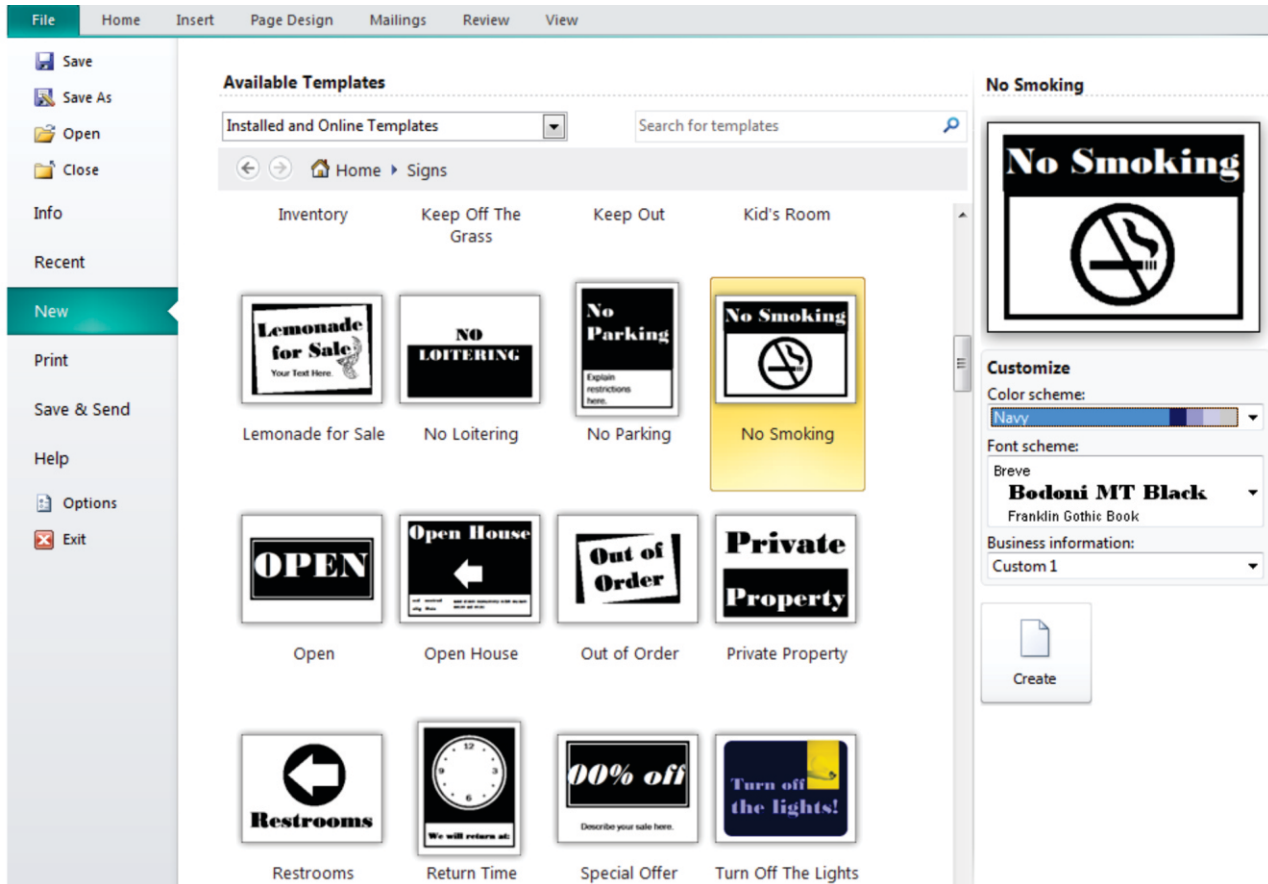 File Home Insert Page Design Mailings Review View
Save
Save As
Open
Close
Info
Recent
New
Print
Save & Send
Help
Options
Exit
Available Templates
Installed and Online Templates
Search for templates
Home Signs
Inventory
Keep Off The
Grass
Keep Out
Kid's Room
Lemonade
for Sale
Your Text Here.
Lemonade for Sale
NO
LOITERING
No Loitering
No
Parking
Explain
restrictions
here.
No Parking
No Smoking
No Smoking
OPEN
Open
Open House
Open House
Out of
Order
Out of Order
Private
Property
Private Property
Restrooms
Restrooms
12
9 3
6
We will return at:
Return Time
00% off
Describe your sale here.
Special Offer
Turn off
the lights!
Turn Off The Lights
No Smoking
No Smoking
Customize
Color scheme:
Navy
Font scheme:
Breve
Bodoni MT Black
Franklin Gothic Book
Business information:
Custom 1
Create